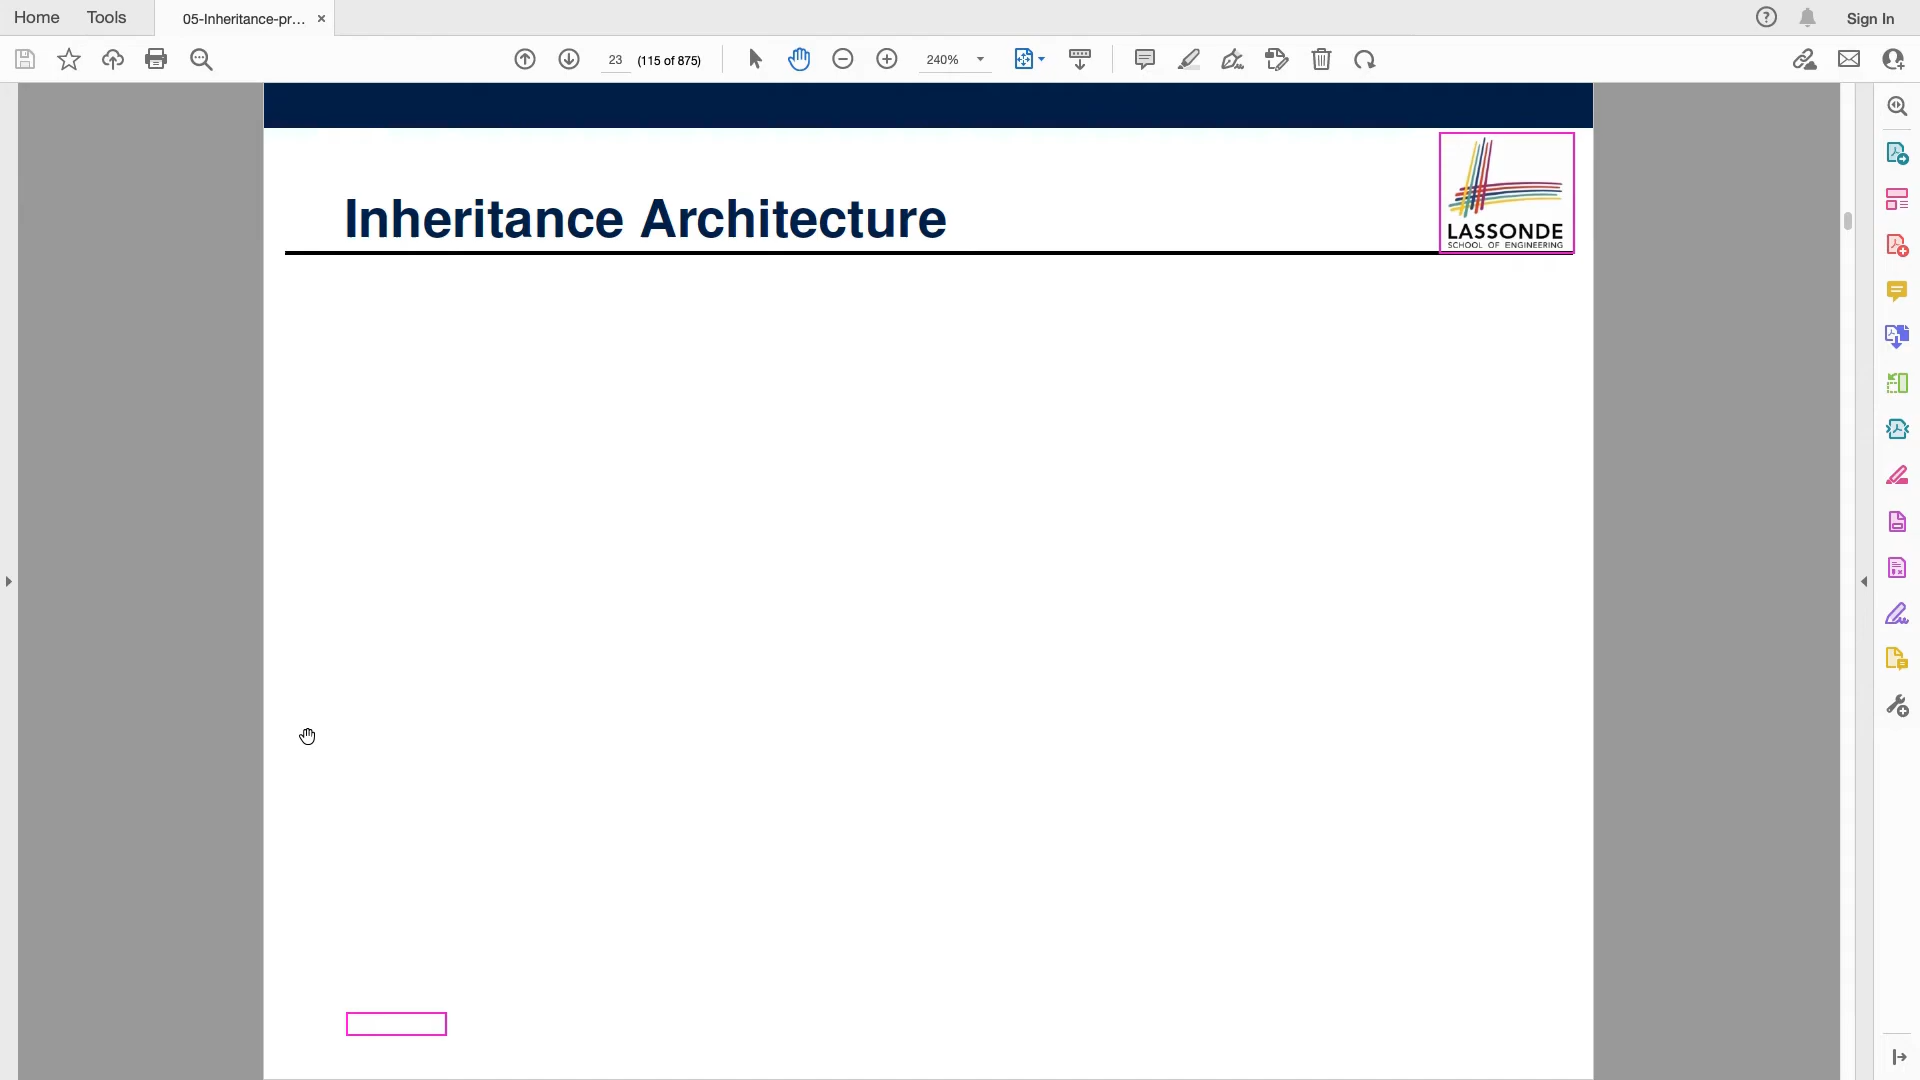 Home Tools 05-Inheritance-pr... × Sign In
23 (115 of 875) 240%
Inheritance Architecture
LASSONDE
SCHOOL OF ENGINEERING